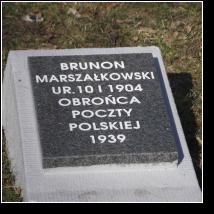 BRUNON
MARSZAŁKOWSKI
UR. 10 I 1904
OBROŃCA
POCZTY
POLSKIEJ
1939